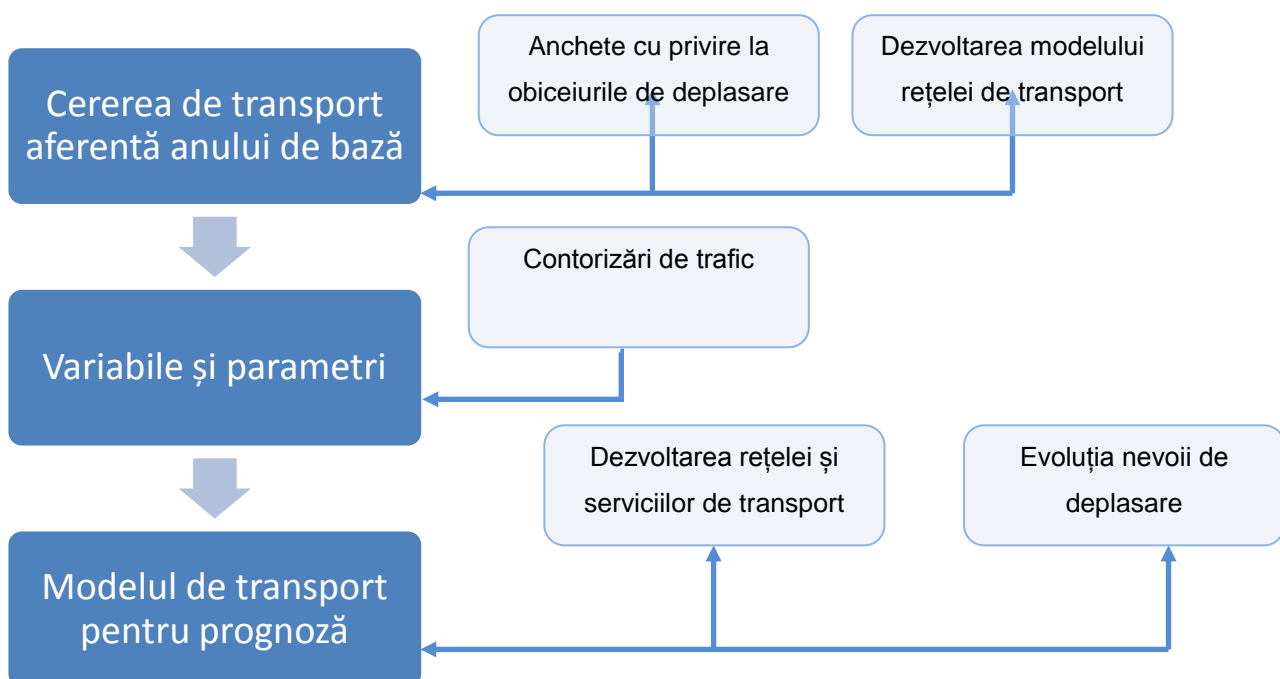 Cererea de transport
aferentă anului de bază
Anchete cu privire la
obiceiurile de deplasare
Dezvoltarea modelului
rețelei de transport
Variabile și parametri
Contorizări de trafic
Modelul de transport
pentru prognoză
Dezvoltarea rețelei și
serviciilor de transport
Evoluția nevoii de
deplasare